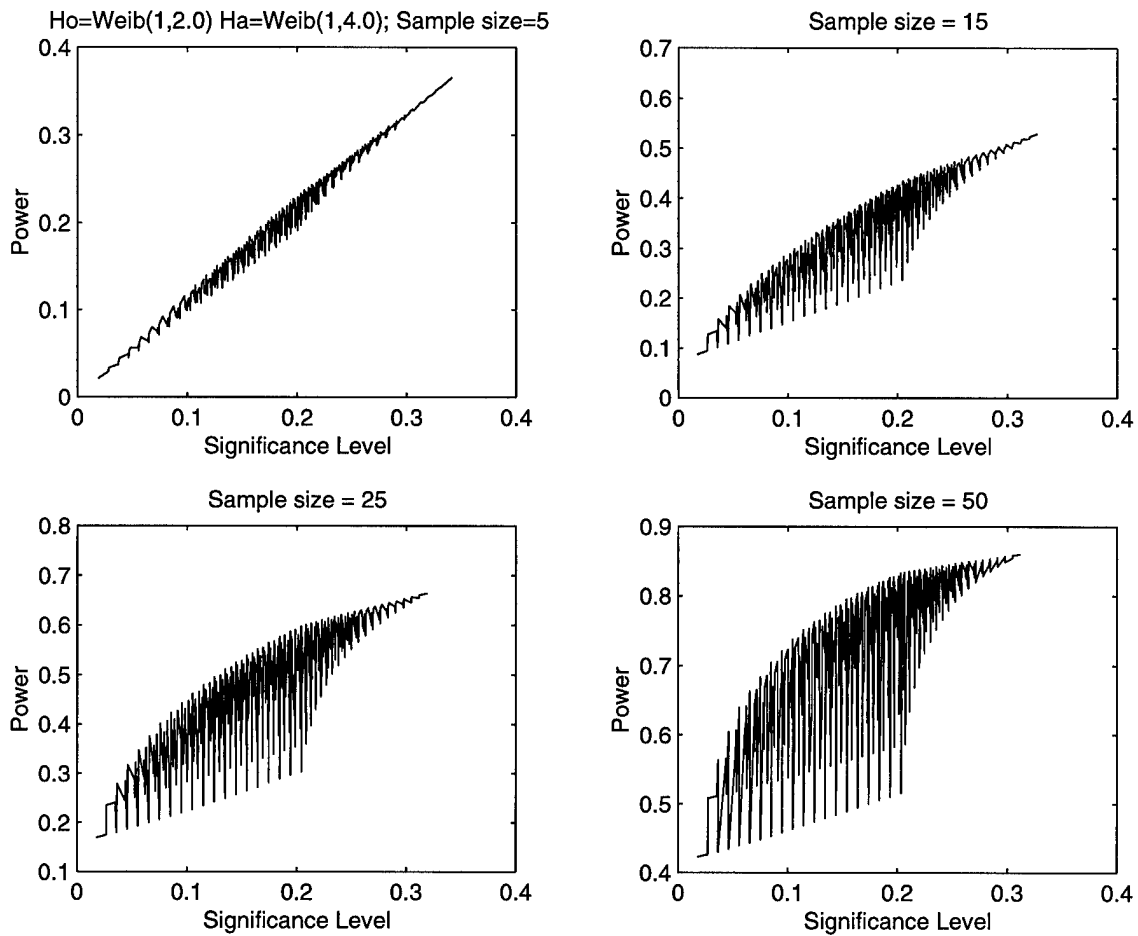 Ho=Weib(1,2.0) Ha=Weib(1,4.0); Sample size=5
0.4
0.3
0.2
0.1
0
Power
0 0.1 0.2 0.3 0.4
Significance Level
Sample size = 15
0.7
0.6
0.5
0.4
0.3
0.2
0.1
0
Power
0 0.1 0.2 0.3 0.4
Significance Level
Sample size = 25
0.8
0.7
0.6
0.5
0.4
0.3
0.2
0.1
Power
0 0.1 0.2 0.3 0.4
Significance Level
Sample size = 50
0.9
0.8
0.7
0.6
0.5
0.4
Power
0 0.1 0.2 0.3 0.4
Significance Level